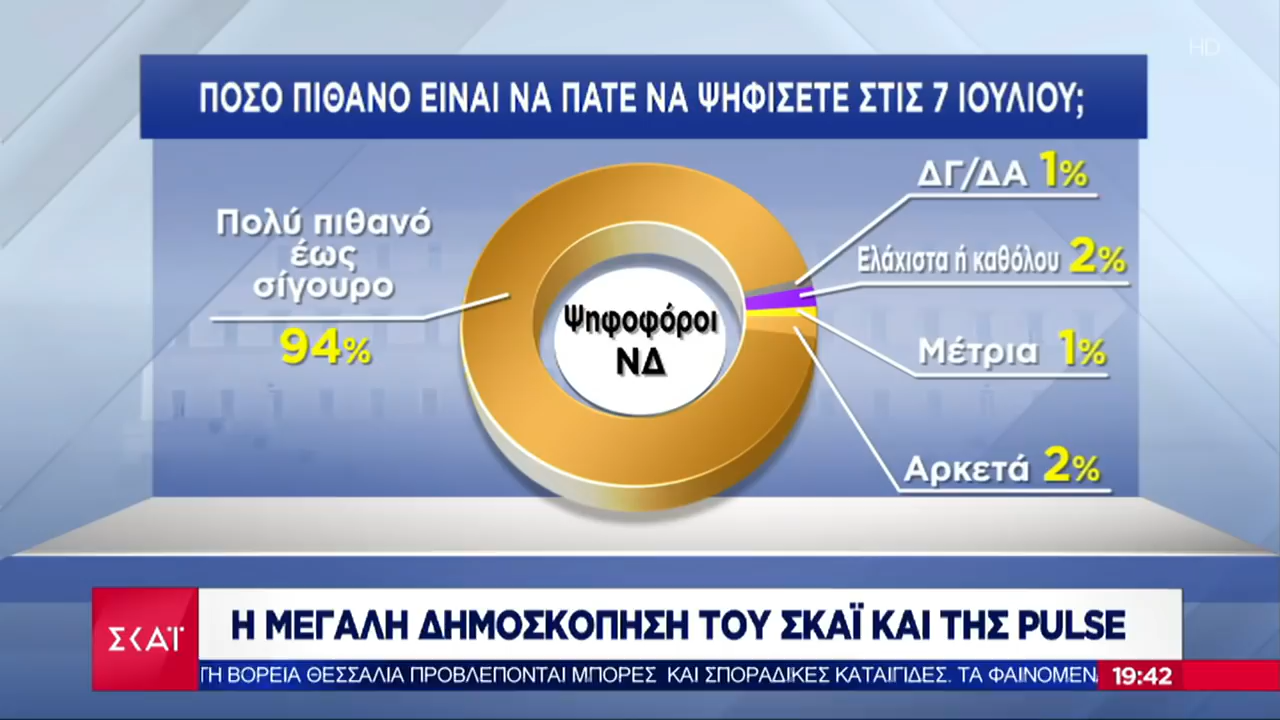 HD
ΠΟΣΟ ΠΙΘΑΝΟ ΕΙΝΑΙ ΝΑ ΠΑΤΕ ΝΑ ΨΗΦΙΣΕΤΕ ΣΤΙΣ 7 ΙΟΥΛΙΟΥ;
Πολύ πιθανό
έως
σίγουρο
94%
Ψηφοφόροι
ΝΔ
ΔΓ/ΔΑ 1%
Ελάχιστα ή καθόλου 2%
Μέτρια 1%
Αρκετά 2%
ΣΚΑΪ
Η ΜΕΓΑΛΗ ΔΗΜΟΣΚΟΠΗΣΗ ΤΟΥ ΣΚΑΪ ΚΑΙ ΤΗΣ PULSE
ΤΗ ΒΟΡΕΙΑ ΘΕΣΣΑΛΙΑ ΠΡΟΒΛΕΠΟΝΤΑΙ ΜΠΟΡΕΣ ΚΑΙ ΣΠΟΡΑΔΙΚΕΣ ΚΑΤΑΙΓΙΔΕΣ. ΤΑ ΦΑΙΝΟΜΕΝ
19:42